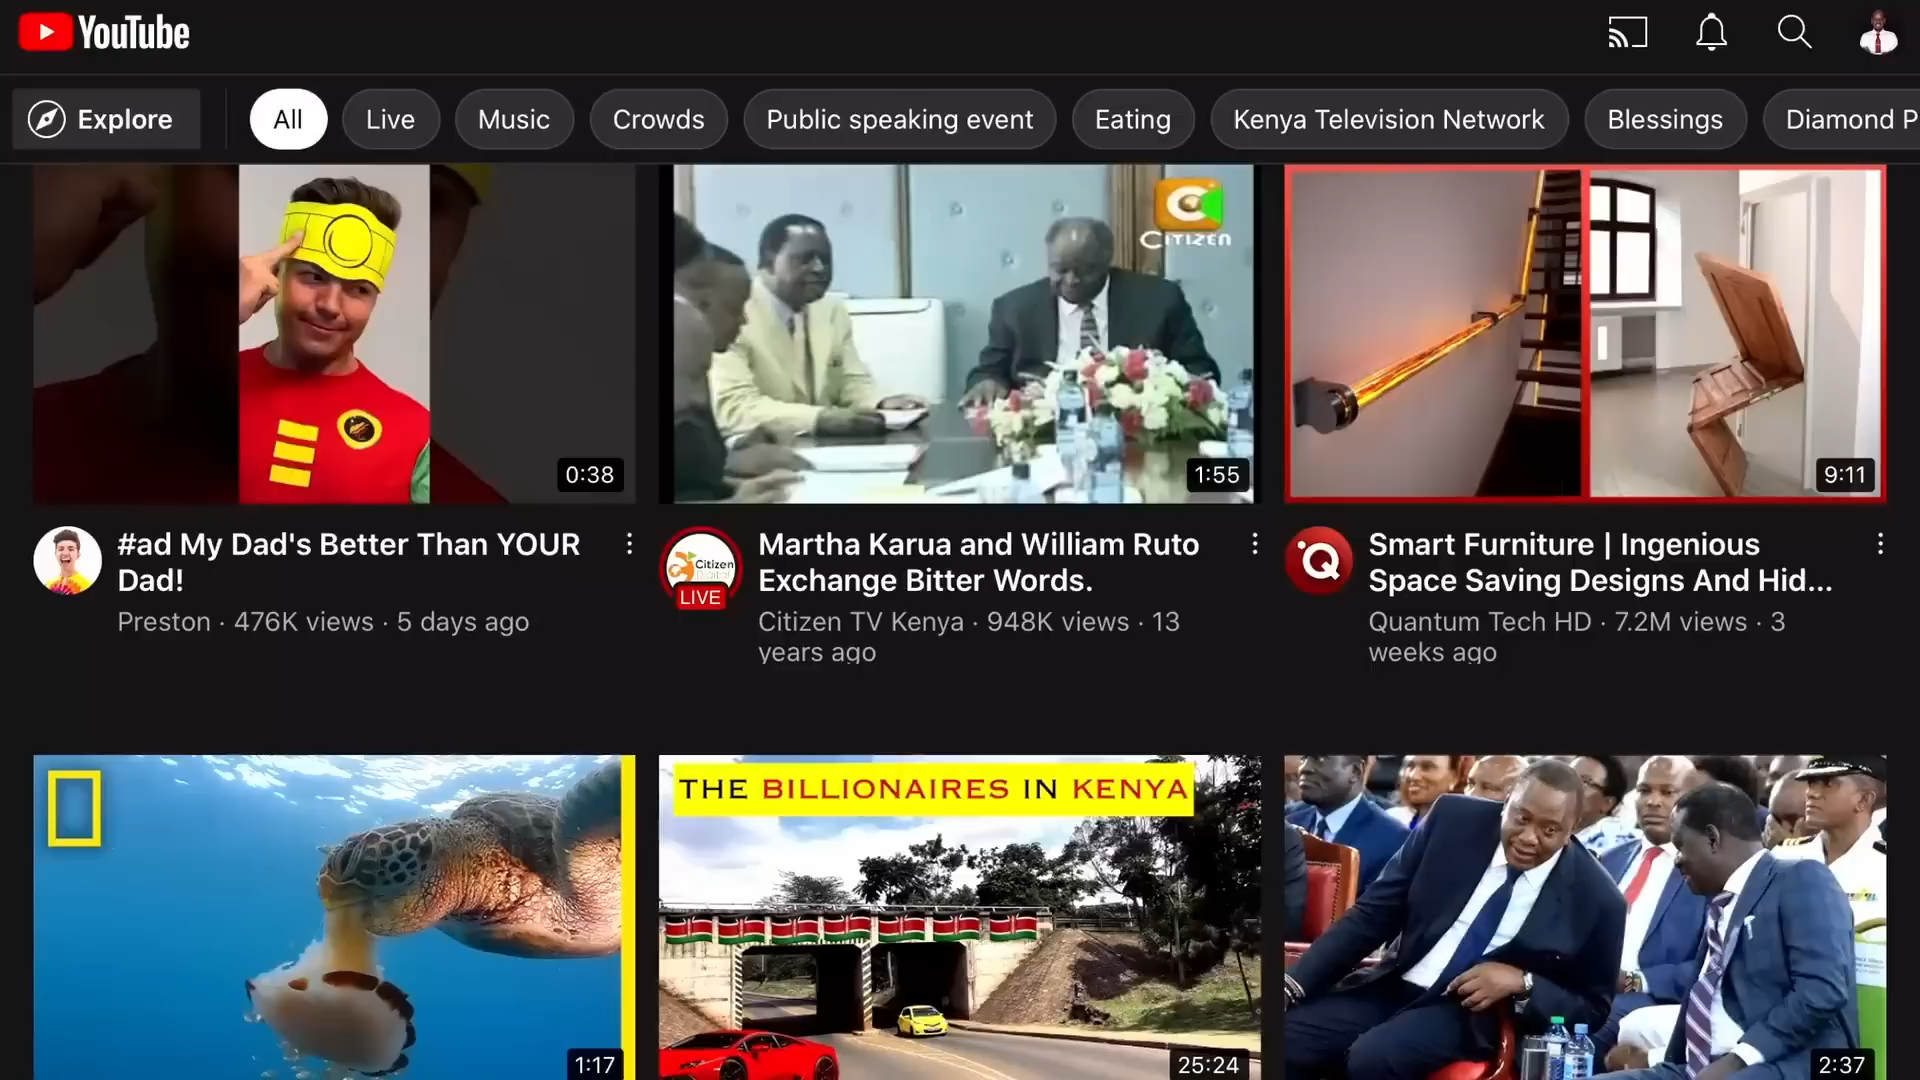 YouTube
Explore
All
Live
Music
Crowds
Public speaking event
Eating
Kenya Television Network
Blessings
Diamond P
CITIZEN
0:38
1:55
9:11
#ad My Dad's Better Than YOUR
Dad!
Preston · 476K views · 5 days ago
Citizen
Digital
LIVE
Martha Karua and William Ruto
Exchange Bitter Words.
Citizen TV Kenya · 948K views · 13
years ago
Q
Smart Furniture | Ingenious
Space Saving Designs And Hid...
Quantum Tech HD · 7.2M views · 3
weeks ago
1:17
THE BILLIONAIRES IN KENYA
25:24
2:37